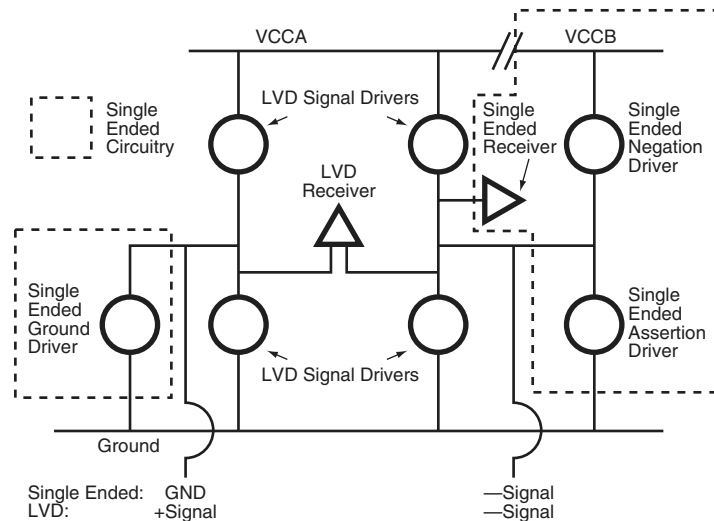 VCCA
VCCB
Single
Ended
Circuitry
LVD Signal Drivers
Single
Ended
Receiver
Single
Ended
Negation
Driver
LVD
Receiver
Single
Ended
Ground
Driver
Single
Ended
Assertion
Driver
LVD Signal Drivers
Ground
Single Ended: GND —Signal
LVD: +Signal —Signal